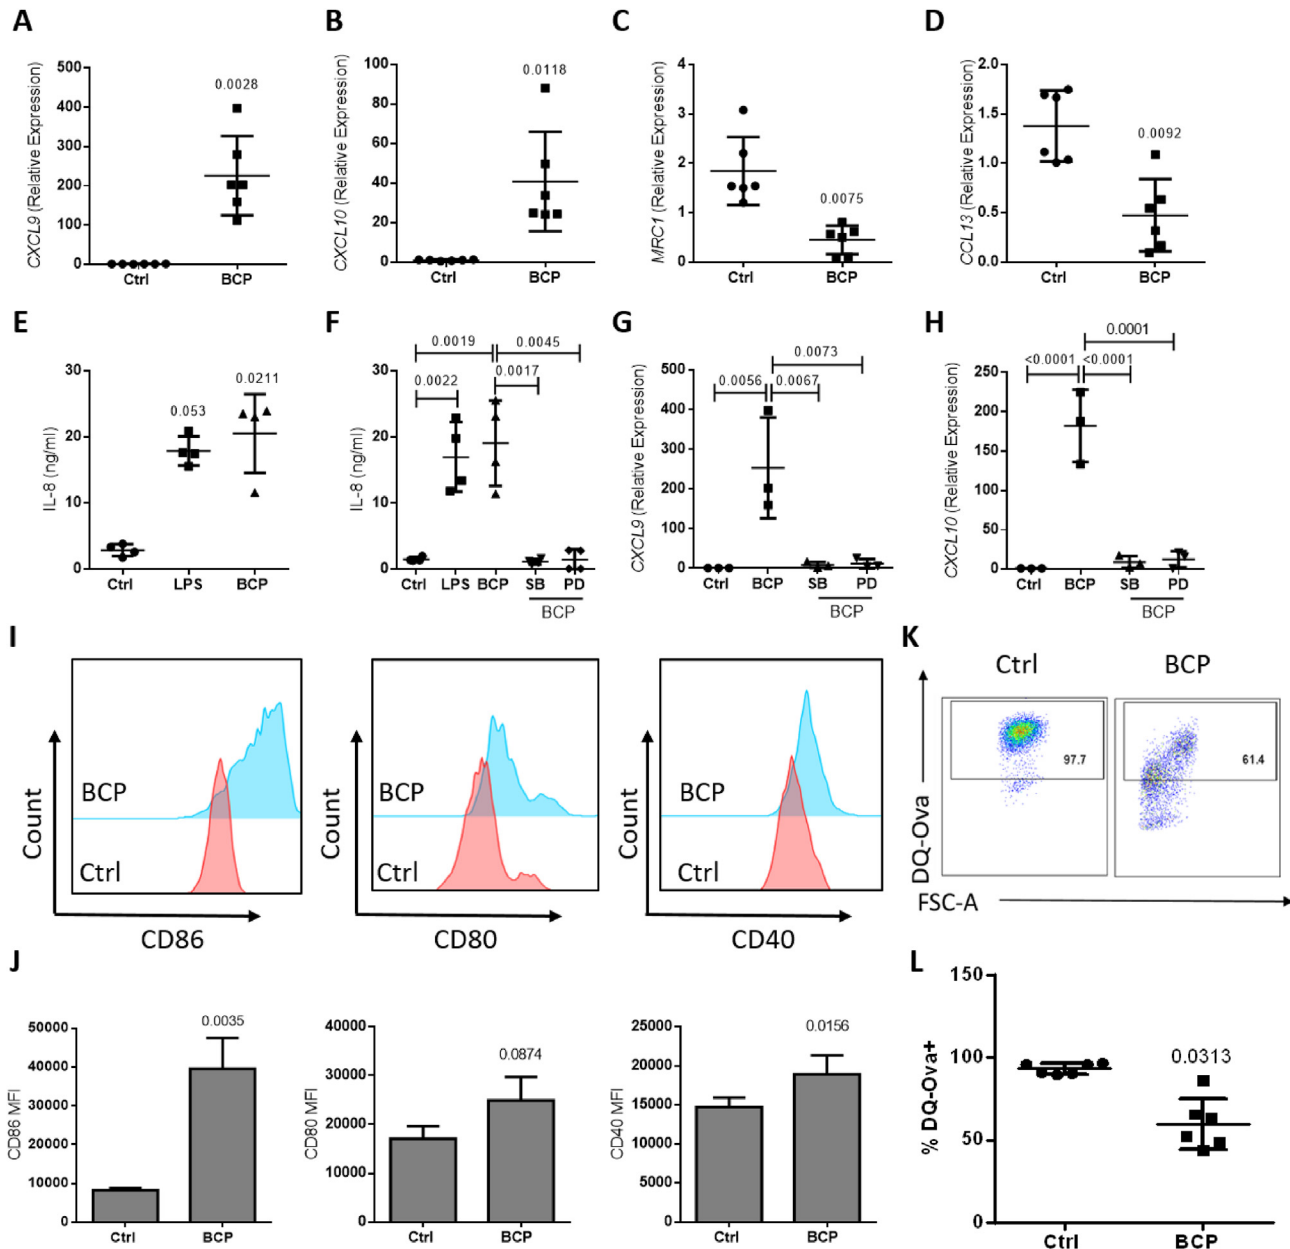 A
CXCL9 (Relative Expression)
500
400
300
200
100
0
0.0028
Ctrl
BCP
B
CXCL10 (Relative Expression)
100
80
60
40
20
0
0.0118
Ctrl
BCP
C
MRC1 (Relative Expression)
4
3
2
1
0
0.0075
Ctrl
BCP
D
CCL13 (Relative Expression)
2.0
1.5
1.0
0.5
0.0
0.0092
Ctrl
BCP
E
IL-8 (ng/ml)
30
20
10
0
0.053
0.0211
Ctrl
LPS
BCP
F
IL-8 (ng/ml)
30
20
10
0
0.0019
0.0045
0.0022
0.0017
Ctrl
LPS
BCP
SB
PD
BCP
G
CXCL9 (Relative Expression)
500
400
300
200
100
0
0.0073
0.0056
0.0067
Ctrl
BCP
SB
PD
BCP
H
CXCL10 (Relative Expression)
250
200
150
100
50
0
0.0001
<0.0001
<0.0001
Ctrl
BCP
SB
PD
BCP
I
Count
BCP
Ctrl
CD86
Count
BCP
Ctrl
CD80
Count
BCP
Ctrl
CD40
K
Ctrl
BCP
DQ-Ova
97.7
61.4
FSC-A
J
CD86 MFI
50000
40000
30000
20000
10000
0
0.0035
Ctrl
BCP
CD80 MFI
40000
30000
20000
10000
0
0.0874
Ctrl
BCP
CD40 MFI
25000
20000
15000
10000
5000
0
0.0156
Ctrl
BCP
L
% DQ-Ova+
150
100
50
0
0.0313
Ctrl
BCP